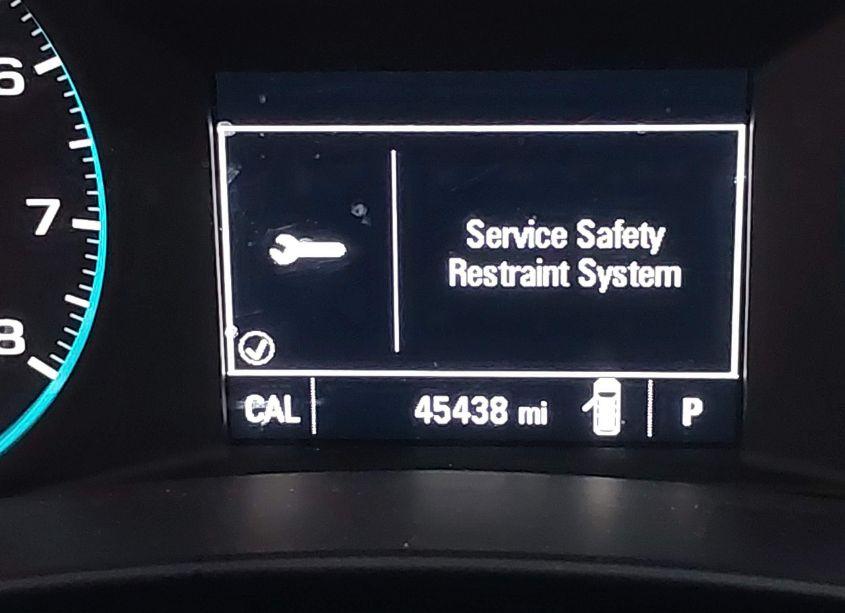 6
7
8
Service Safety
Restraint System
CAL 45438 mi P